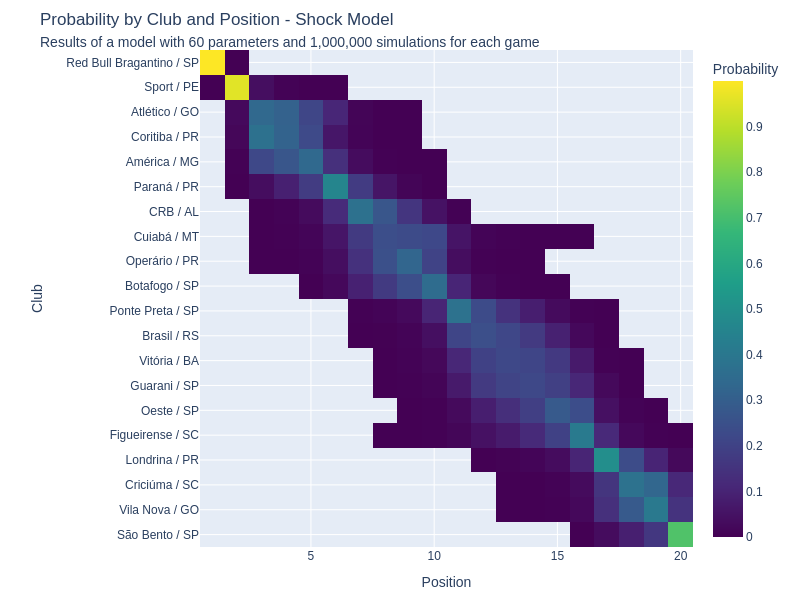 Probability by Club and Position - Shock Model
Results of a model with 60 parameters and 1,000,000 simulations for each game
Probability
Red Bull Bragantino / SP
Sport / PE
Atlético / GO
Coritiba / PR
América / MG
Paraná / PR
CRB / AL
Cuiabá / MT
Operário / PR
Botafogo / SP
Ponte Preta / SP
Brasil / RS
Vitória / BA
Guarani / SP
Oeste / SP
Figueirense / SC
Londrina / PR
Criciúma / SC
Vila Nova / GO
São Bento / SP
Club
5
10
15
20
Position
0.9
0.8
0.7
0.6
0.5
0.4
0.3
0.2
0.1
0